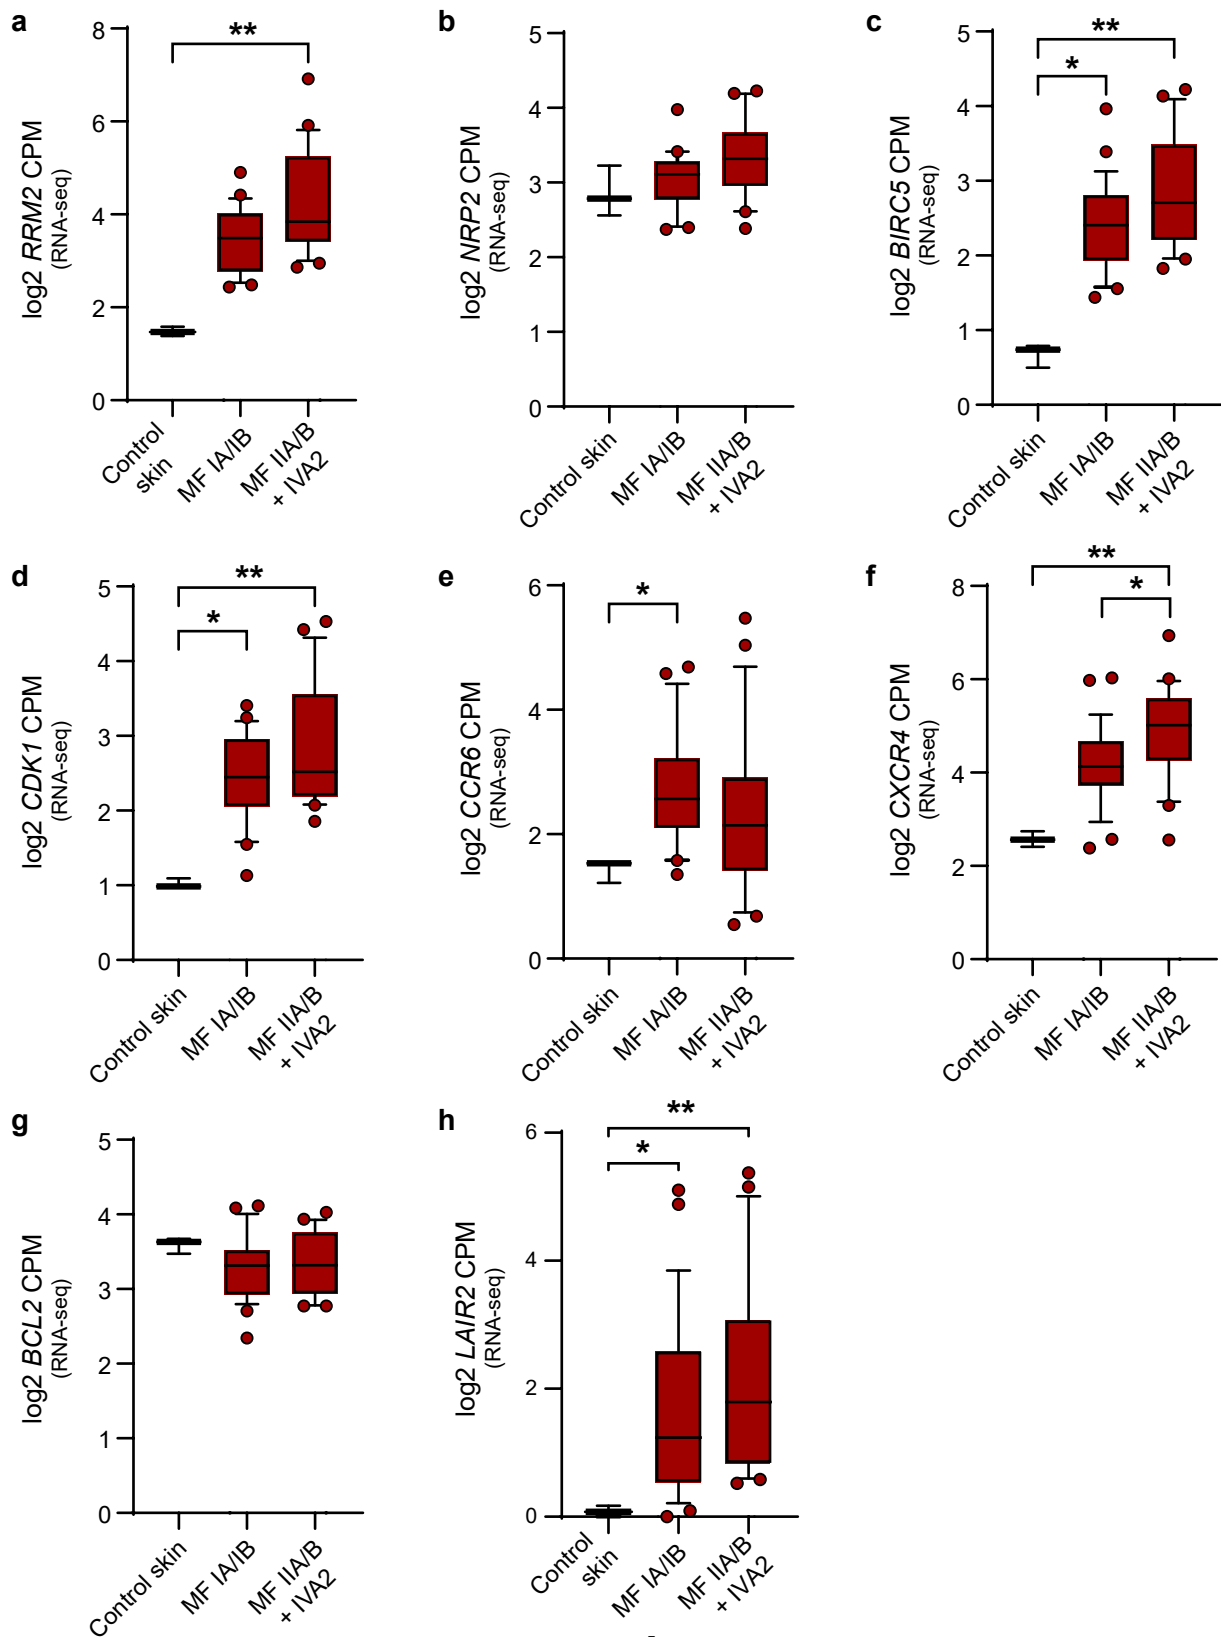 a
log2 RRM2 CPM
(RNA-seq)
8
6
4
2
0
**
Control
skin
MF IA/IB
MF IIA/B
+ IVA2
b
log2 NRP2 CPM
(RNA-seq)
5
4
3
2
1
0
Control skin
MF IA/IB
MF IIA/B
+ IVA2
c
log2 BIRC5 CPM
(RNA-seq)
5
4
3
2
1
0
**
*
Control skin
MF IA/IB
MF IIA/B
+ IVA2
d
log2 CDK1 CPM
(RNA-seq)
5
4
3
2
1
0
**
*
Control skin
MF IA/IB
MF IIA/B
+ IVA2
e
log2 CCR6 CPM
(RNA-seq)
6
4
2
0
*
Control skin
MF IA/IB
MF IIA/B
+ IVA2
f
log2 CXCR4 CPM
(RNA-seq)
8
6
4
2
0
**
*
Control skin
MF IA/IB
MF IIA/B
+ IVA2
g
log2 BCL2 CPM
(RNA-seq)
5
4
3
2
1
0
Control skin
MF IA/IB
MF IIA/B
+ IVA2
h
log2 LAIR2 CPM
(RNA-seq)
6
4
2
0
**
*
Control
skin
MF IA/IB
MF IIA/B
+ IVA2